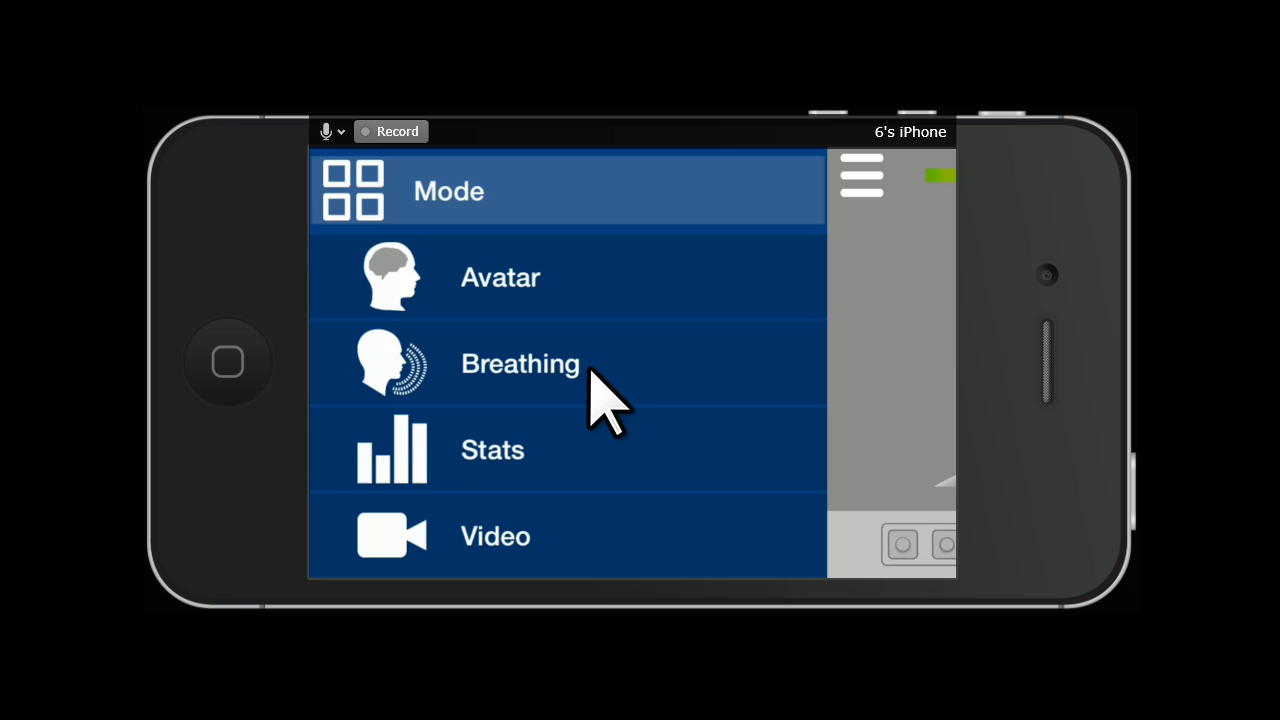 Record
6's iPhone
Mode
Avatar
Breathing
Stats
Video